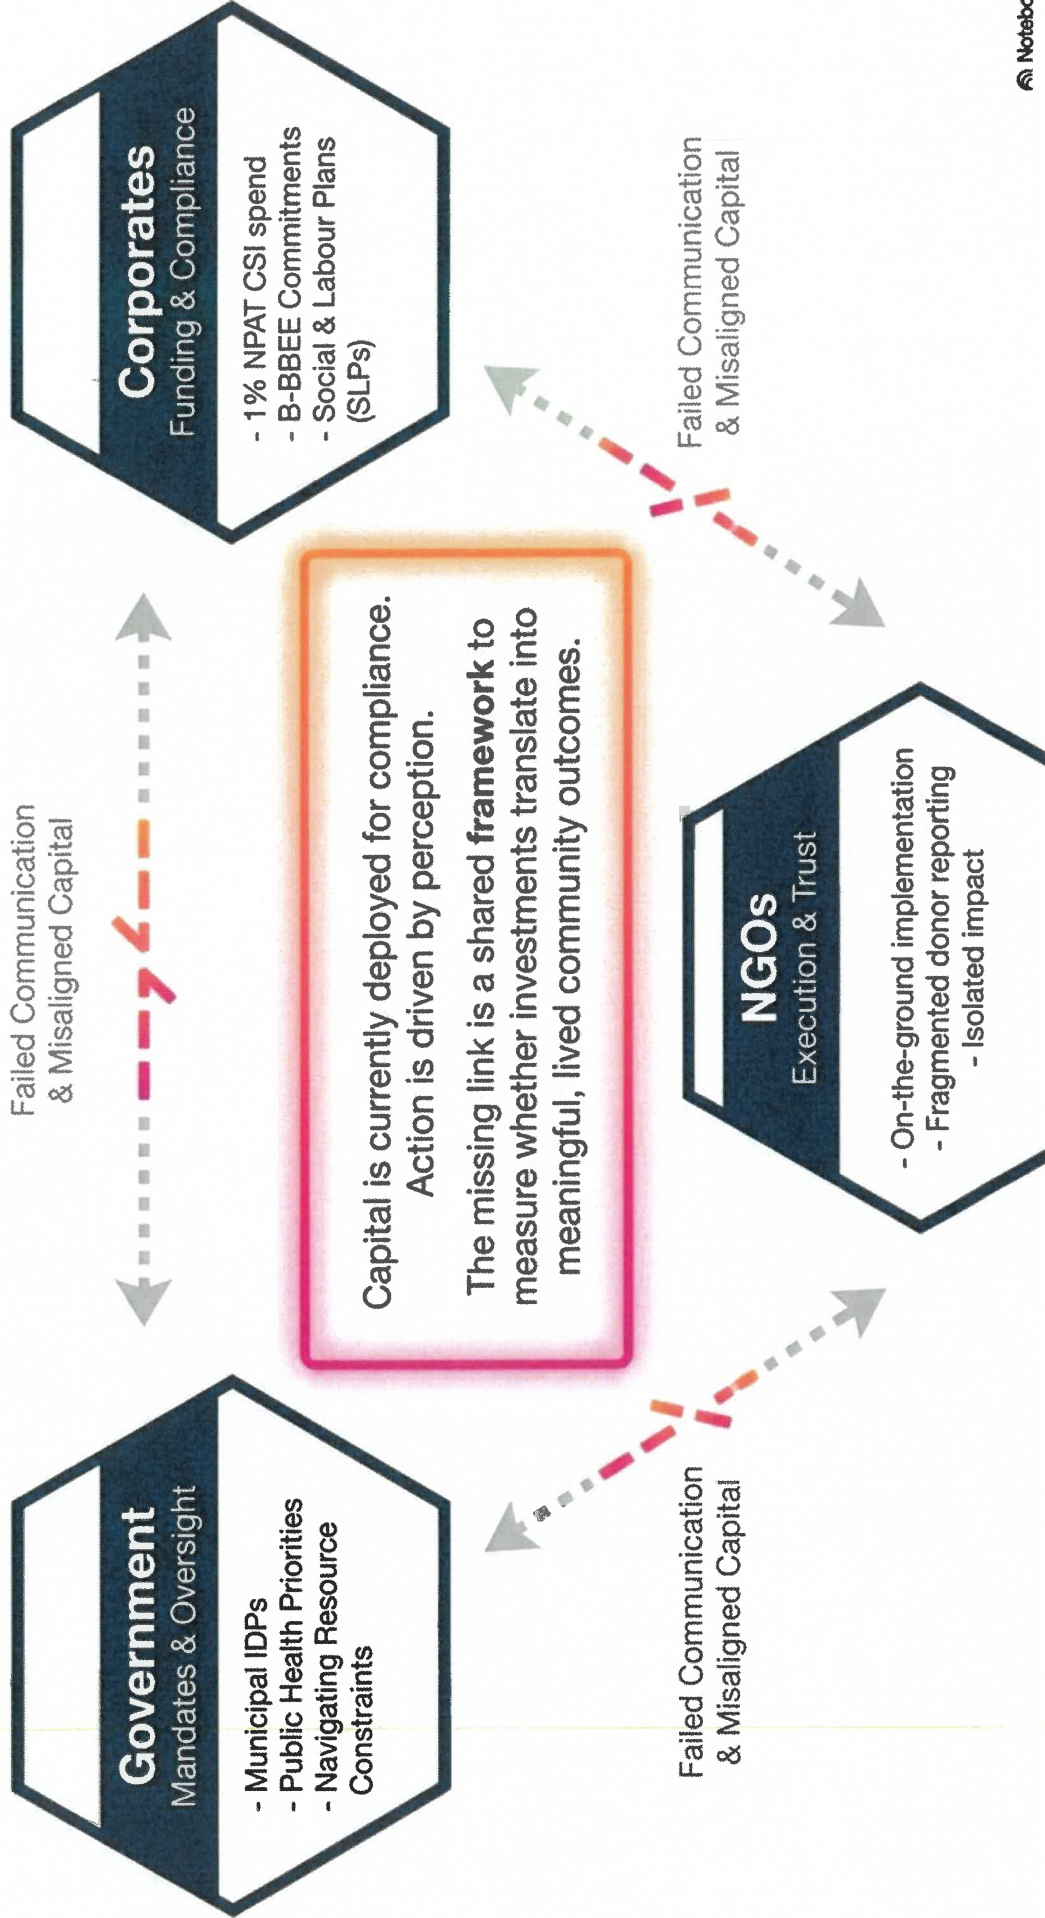 Failed Communication
& Misaligned Capital
Government
Mandates & Oversight
- Municipal IDPs
- Public Health Priorities
- Navigating Resource
Constraints
Corporates
Funding & Compliance
- 1% NPAT CSI spend
- B-BBEE Commitments
- Social & Labour Plans
(SLPs)
Capital is currently deployed for compliance.
Action is driven by perception.
The missing link is a shared framework to
measure whether investments translate into
meaningful, lived community outcomes.
Failed Communication
& Misaligned Capital
Failed Communication
& Misaligned Capital
NGOs
Execution & Trust
- On-the-ground implementation
- Fragmented donor reporting
- Isolated impact